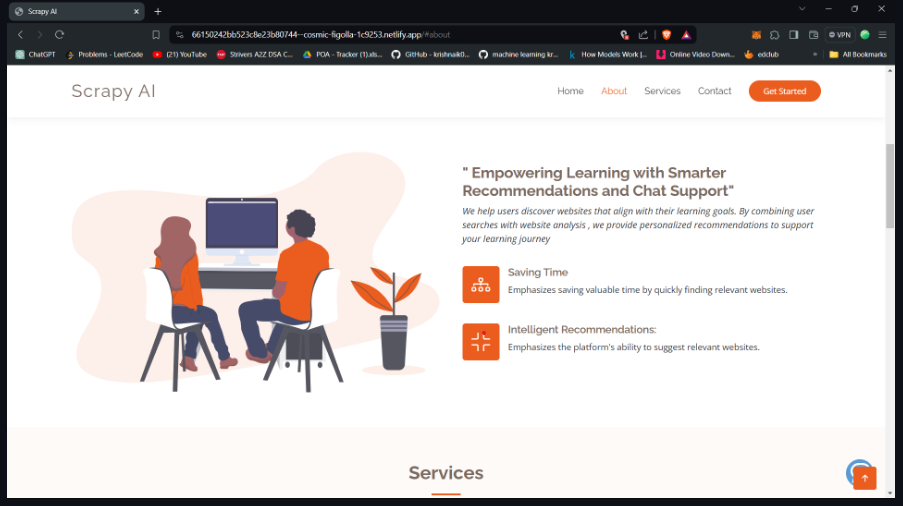 Scrapy AI
66150242bb523c8e23b80744--cosmic-figolla-1c9253.netlify.app/#about
VPN
ChatGPT
Problems - LeetCode
(21) YouTube
Strivers A2Z DSA C...
POA - Tracker (1).xls...
GitHub - krishnaik0...
machine learning kr...
How Models Work |...
Online Video Down...
edclub
»
All Bookmarks
Scrapy AI
Home
About
Services
Contact
Get Started
" Empowering Learning with Smarter
Recommendations and Chat Support"
We help users discover websites that align with their learning goals. By combining user
searches with website analysis , we provide personalized recommendations to support
your learning journey
Saving Time
Emphasizes saving valuable time by quickly finding relevant websites.
Intelligent Recommendations:
Emphasizes the platform's ability to suggest relevant websites.
Services